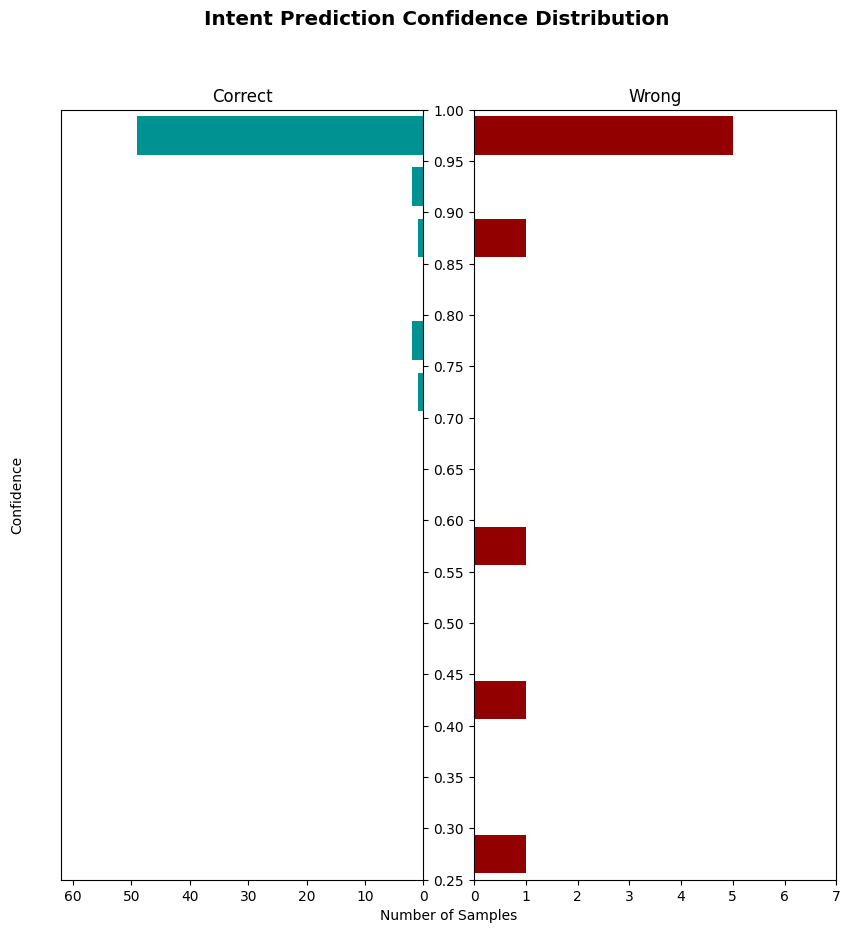 Intent Prediction Confidence Distribution
Correct
Wrong
1.00
0.95
0.90
0.85
0.80
0.75
0.70
0.65
0.60
0.55
0.50
0.45
0.40
0.35
0.30
0.25
Confidence
60 50 40 30 20 10 0
0 1 2 3 4 5 6 7
Number of Samples